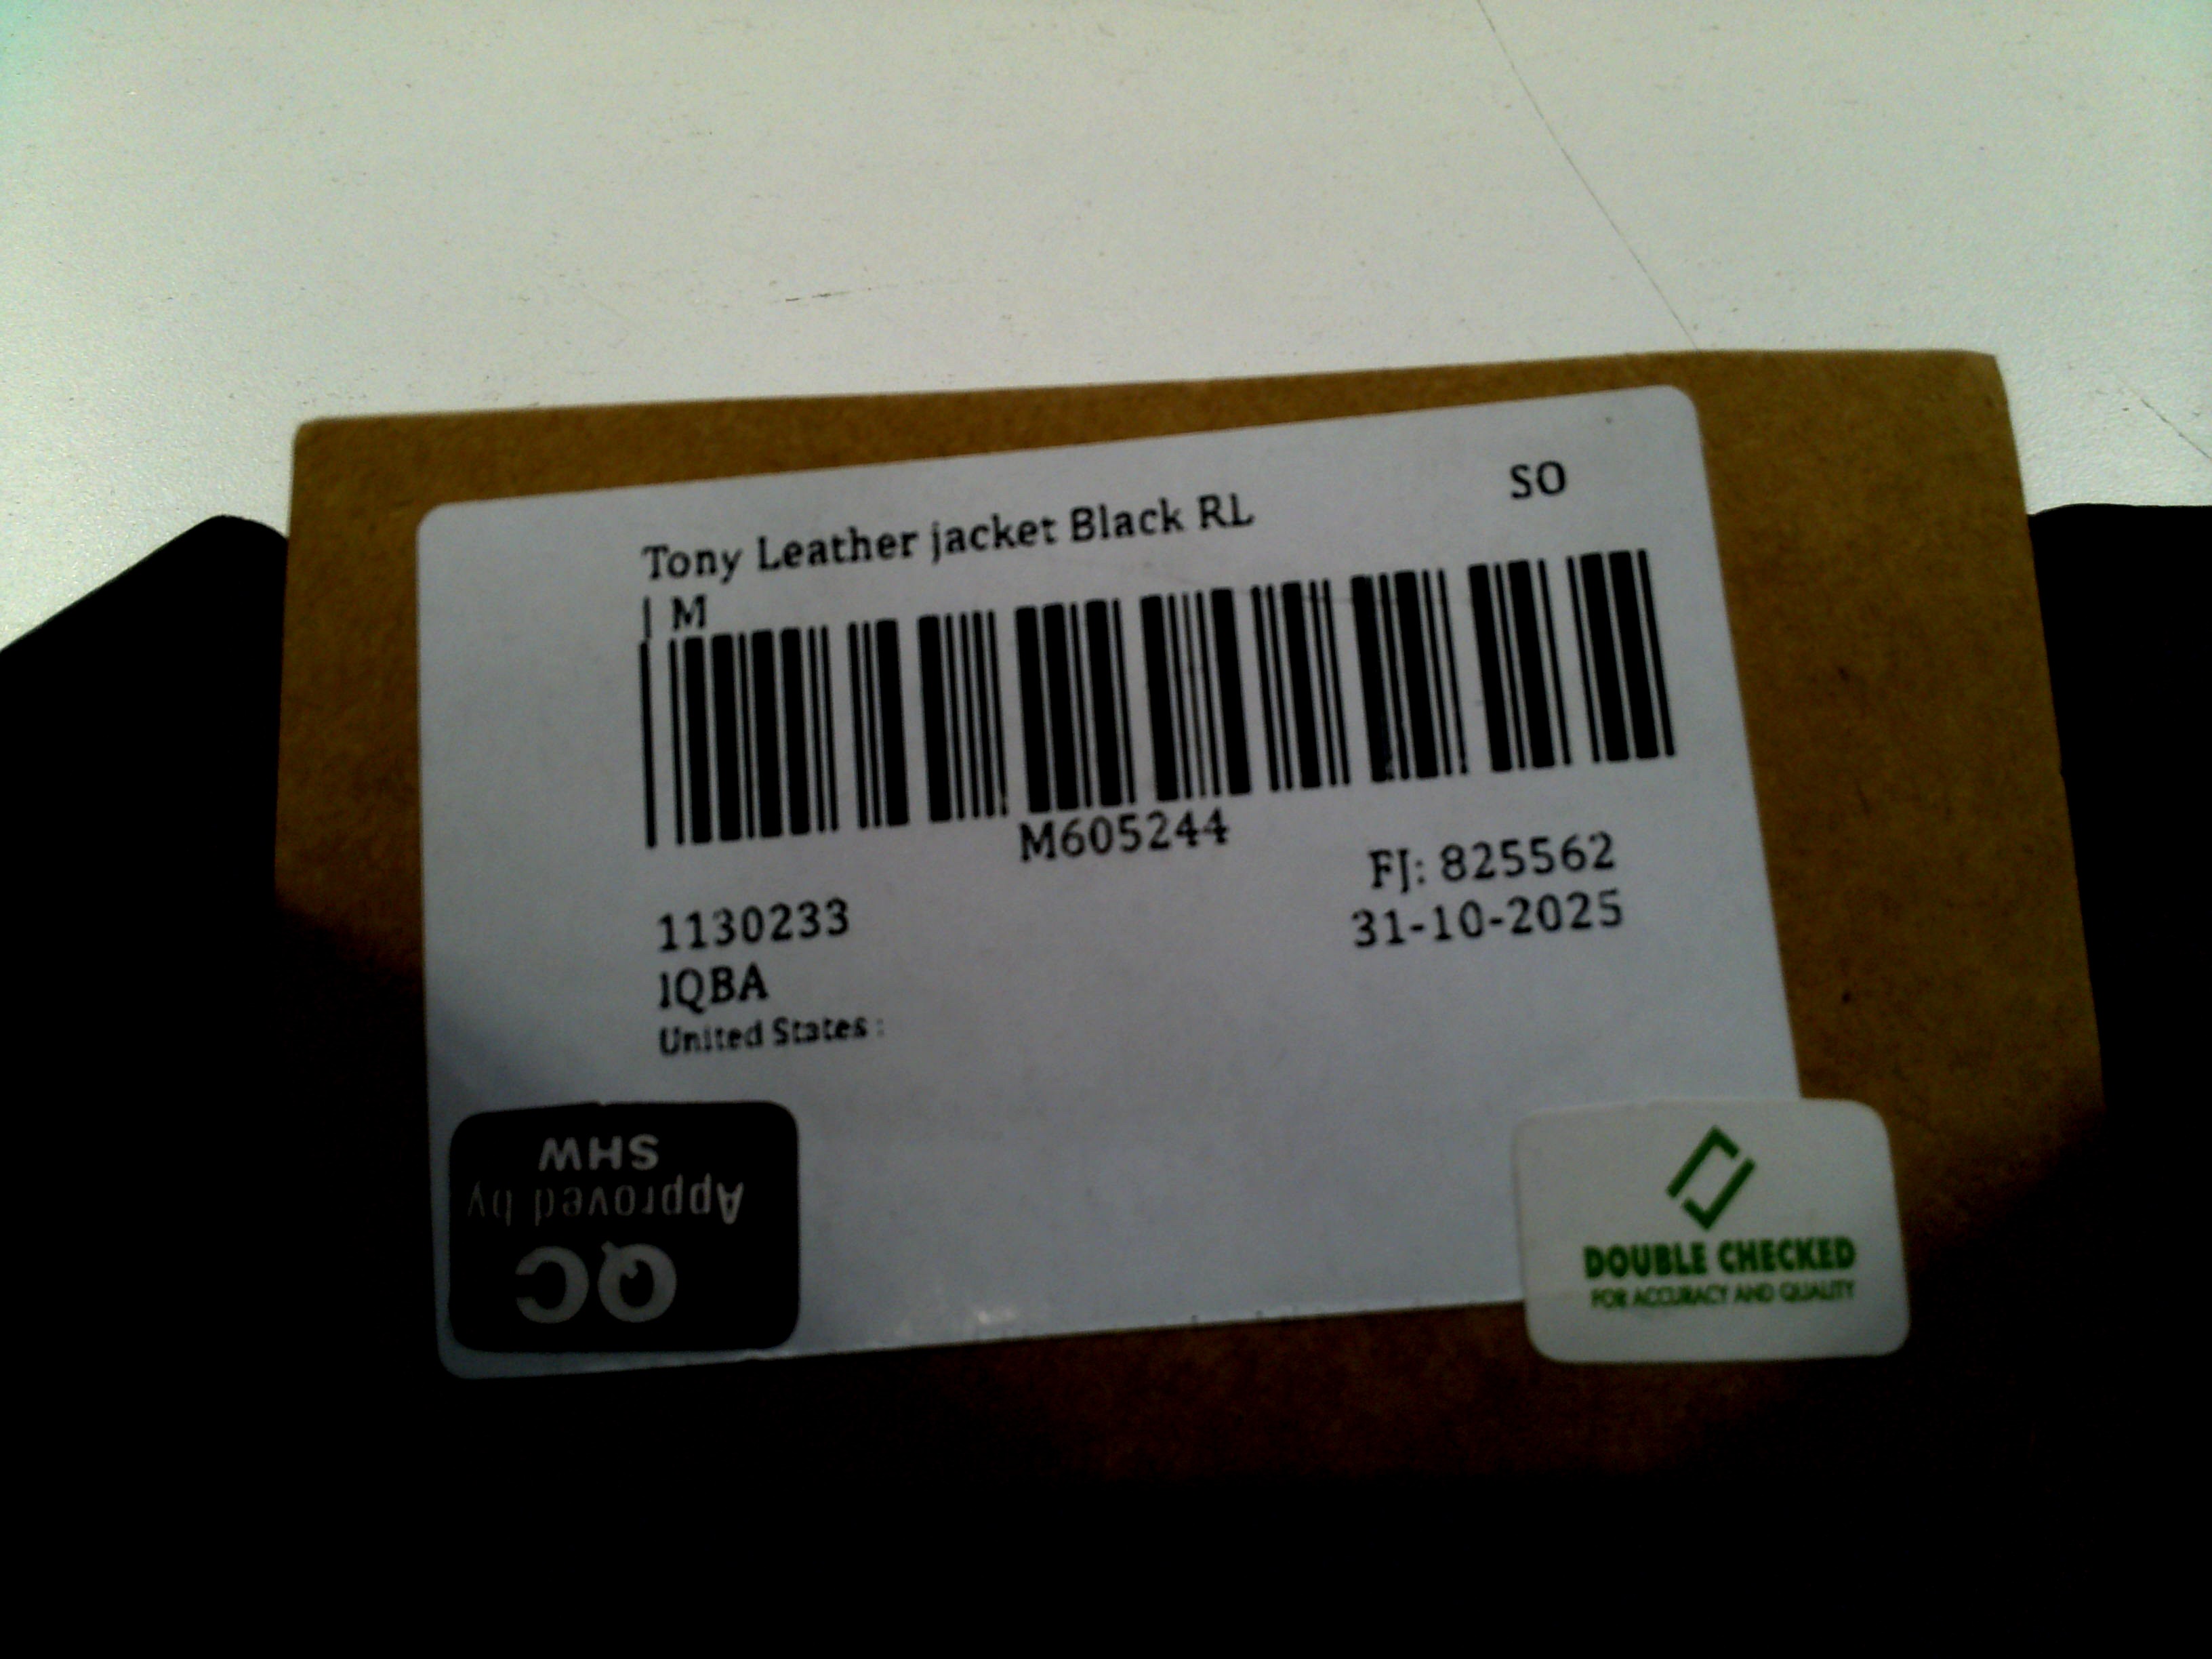 SO
Tony Leather jacket Black RL
| M
M605244
FJ: 825562
1130233
31-10-2025
IQBA
United States :
QC
Approved by
SHW
DOUBLE CHECKED
FOR ACCURACY AND QUALITY